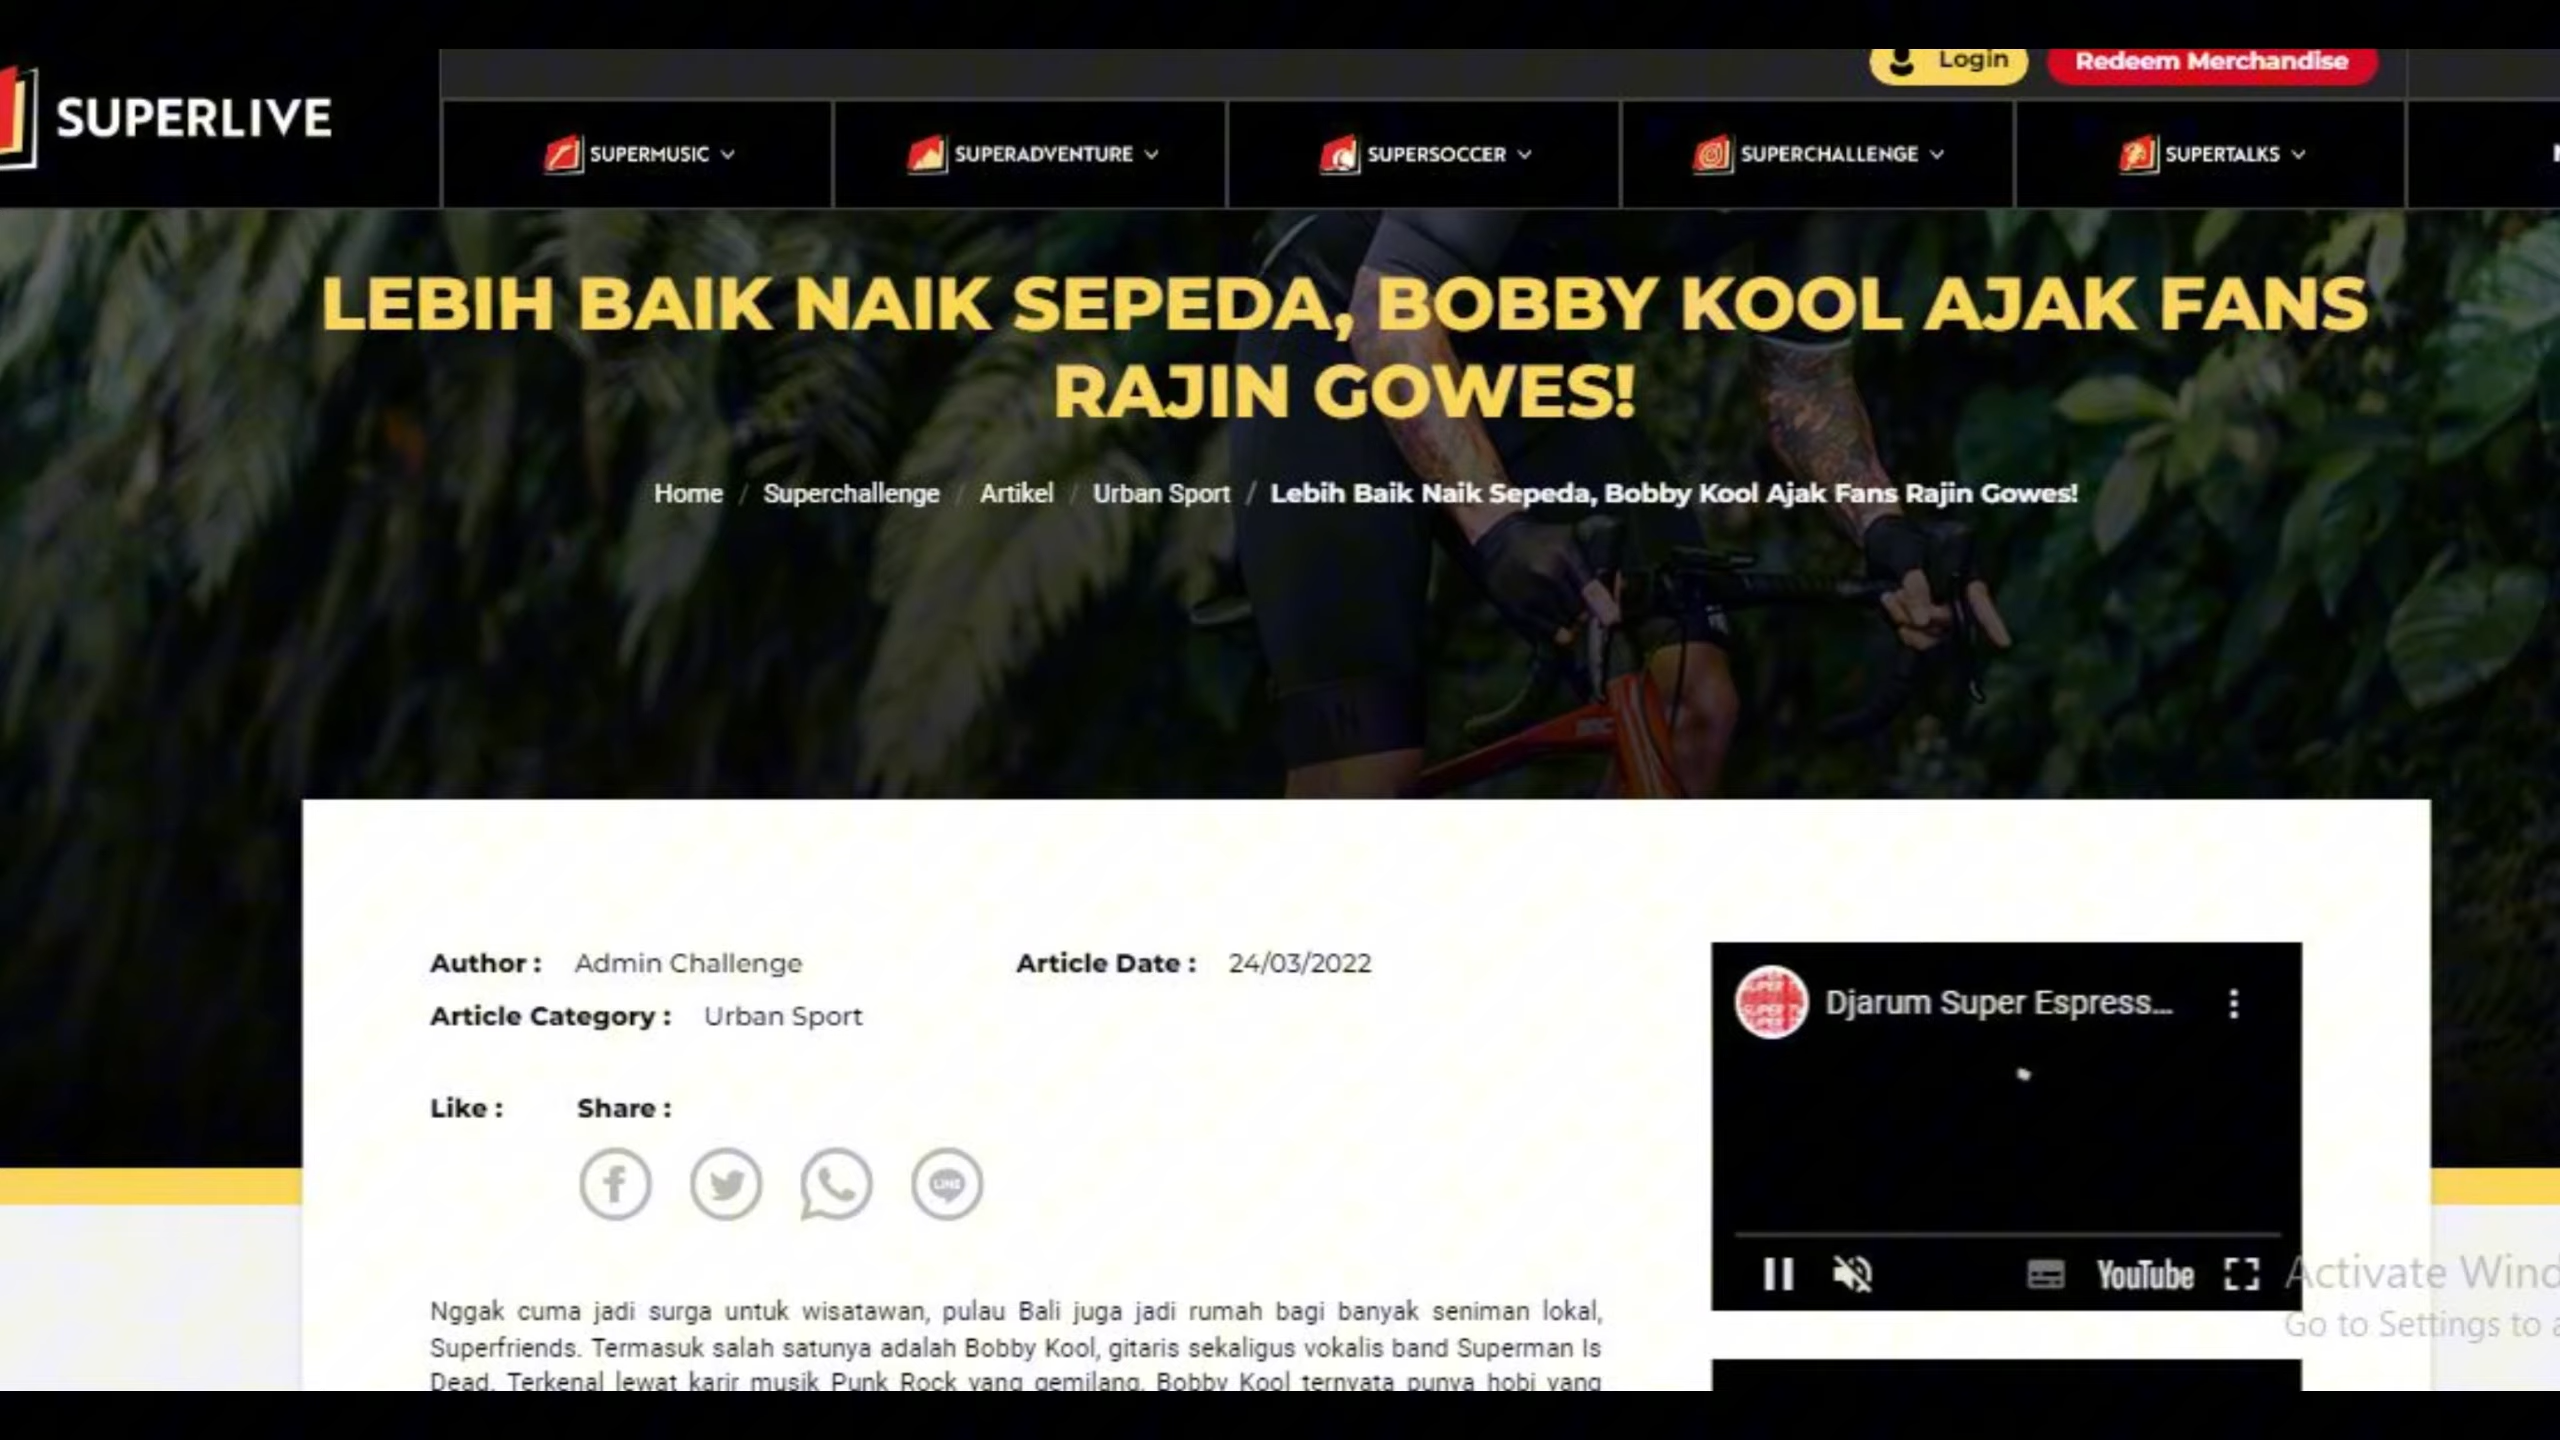 Login
Redeem Merchandise
SUPERLIVE
SUPERMUSIC
SUPERADVENTURE
SUPERSOCCER
SUPERCHALLENGE
SUPERTALKS
LEBIH BAIK NAIK SEPEDA, BOBBY KOOL AJAK FANS
RAJIN GOWES!
Home / Superchallenge / Artikel / Urban Sport / Lebih Baik Naik Sepeda, Bobby Kool Ajak Fans Rajin Gowes!
Author : Admin Challenge
Article Date : 24/03/2022
Article Category : Urban Sport
Like : Share :
LINE
Djarum Super Espress...
YouTube
Activate Wind
Go to Settings to a
Nggak cuma jadi surga untuk wisatawan, pulau Bali juga jadi rumah bagi banyak seniman lokal,
Superfriends. Termasuk salah satunya adalah Bobby Kool, gitaris sekaligus vokalis band Superman Is
Dead. Terkenal lewat karir musik Punk Rock yang gemilang, Bobby Kool ternyata punya hobi yang